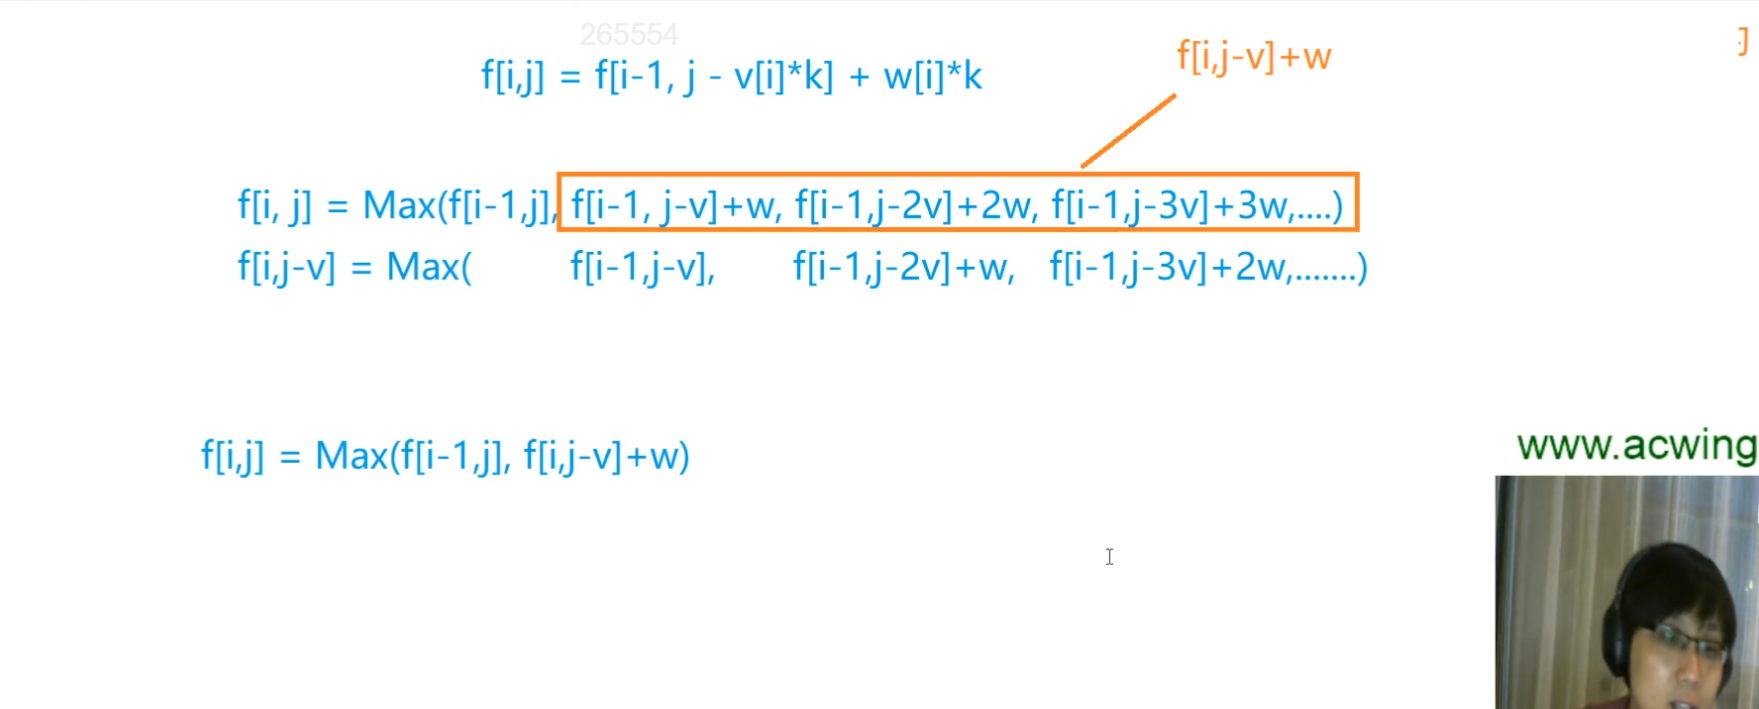 265554
f[i,j] = f[i-1, j - v[i]*k] + w[i]*k
f[i,j-v]+w
f[i, j] = Max(f[i-1,j], f[i-1, j-v]+w, f[i-1,j-2v]+2w, f[i-1,j-3v]+3w,....)
f[i,j-v] = Max( f[i-1,j-v], f[i-1,j-2v]+w, f[i-1,j-3v]+2w,.......)
f[i,j] = Max(f[i-1,j], f[i,j-v]+w)
www.acwing